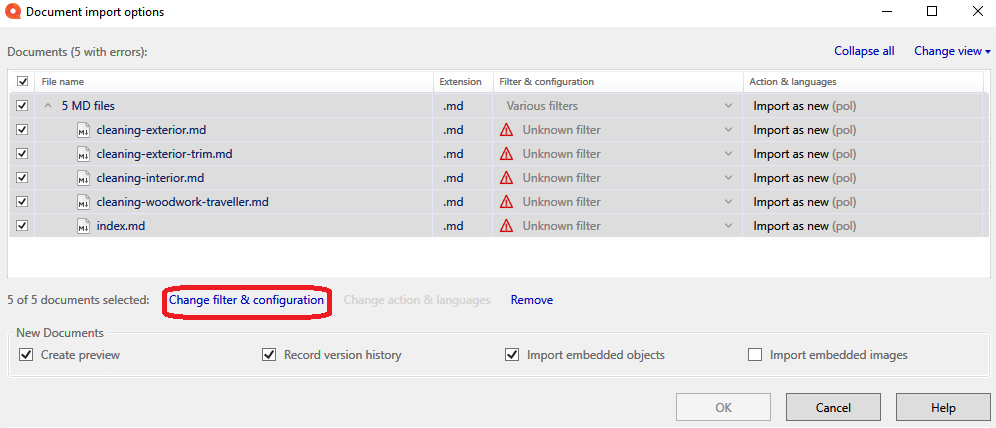 Document import options
Documents (5 with errors):
Collapse all Change view
File name Extension Filter & configuration Action & languages
5 MD files .md Various filters Import as new (pol)
M↓ cleaning-exterior.md .md Unknown filter Import as new (pol)
M↓ cleaning-exterior-trim.md .md Unknown filter Import as new (pol)
M↓ cleaning-interior.md .md Unknown filter Import as new (pol)
M↓ cleaning-woodwork-traveller.md .md Unknown filter Import as new (pol)
M↓ index.md .md Unknown filter Import as new (pol)
5 of 5 documents selected: Change filter & configuration Change action & languages Remove
New Documents
Create preview Record version history Import embedded objects Import embedded images
OK Cancel Help